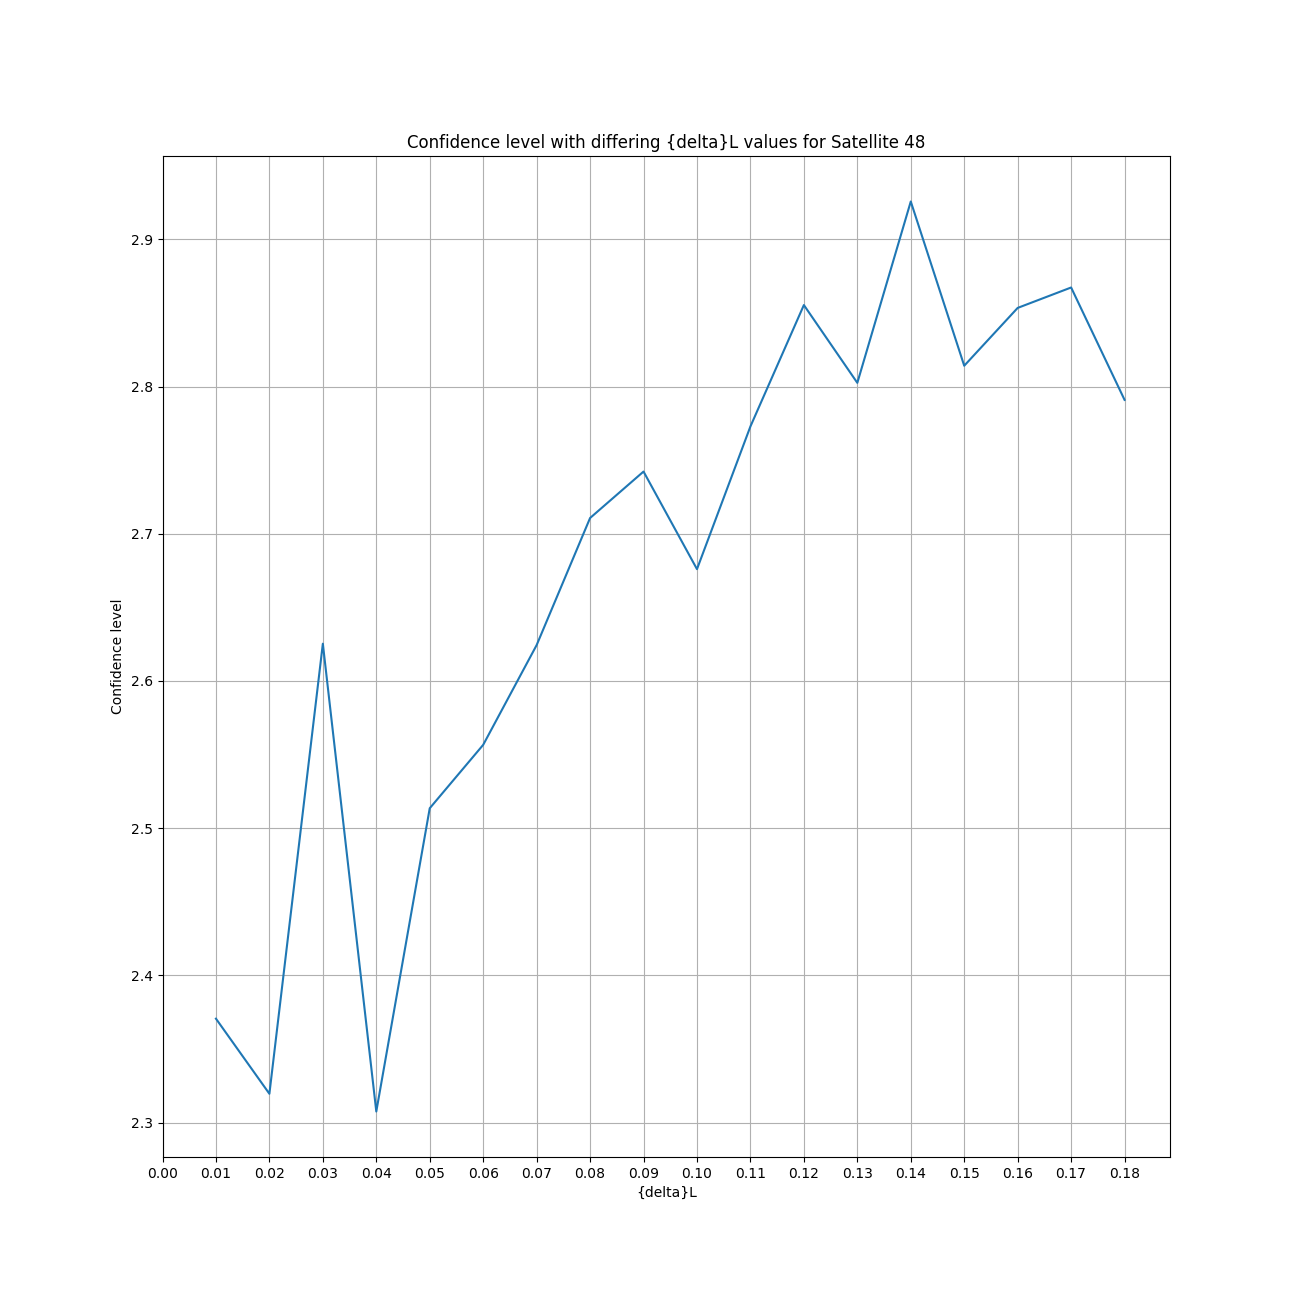 Confidence level with differing {delta}L values for Satellite 48
2.9
2.8
2.7
2.6
2.5
2.4
2.3
Confidence level
0.00 0.01 0.02 0.03 0.04 0.05 0.06 0.07 0.08 0.09 0.10 0.11 0.12 0.13 0.14 0.15 0.16 0.17 0.18
{delta}L